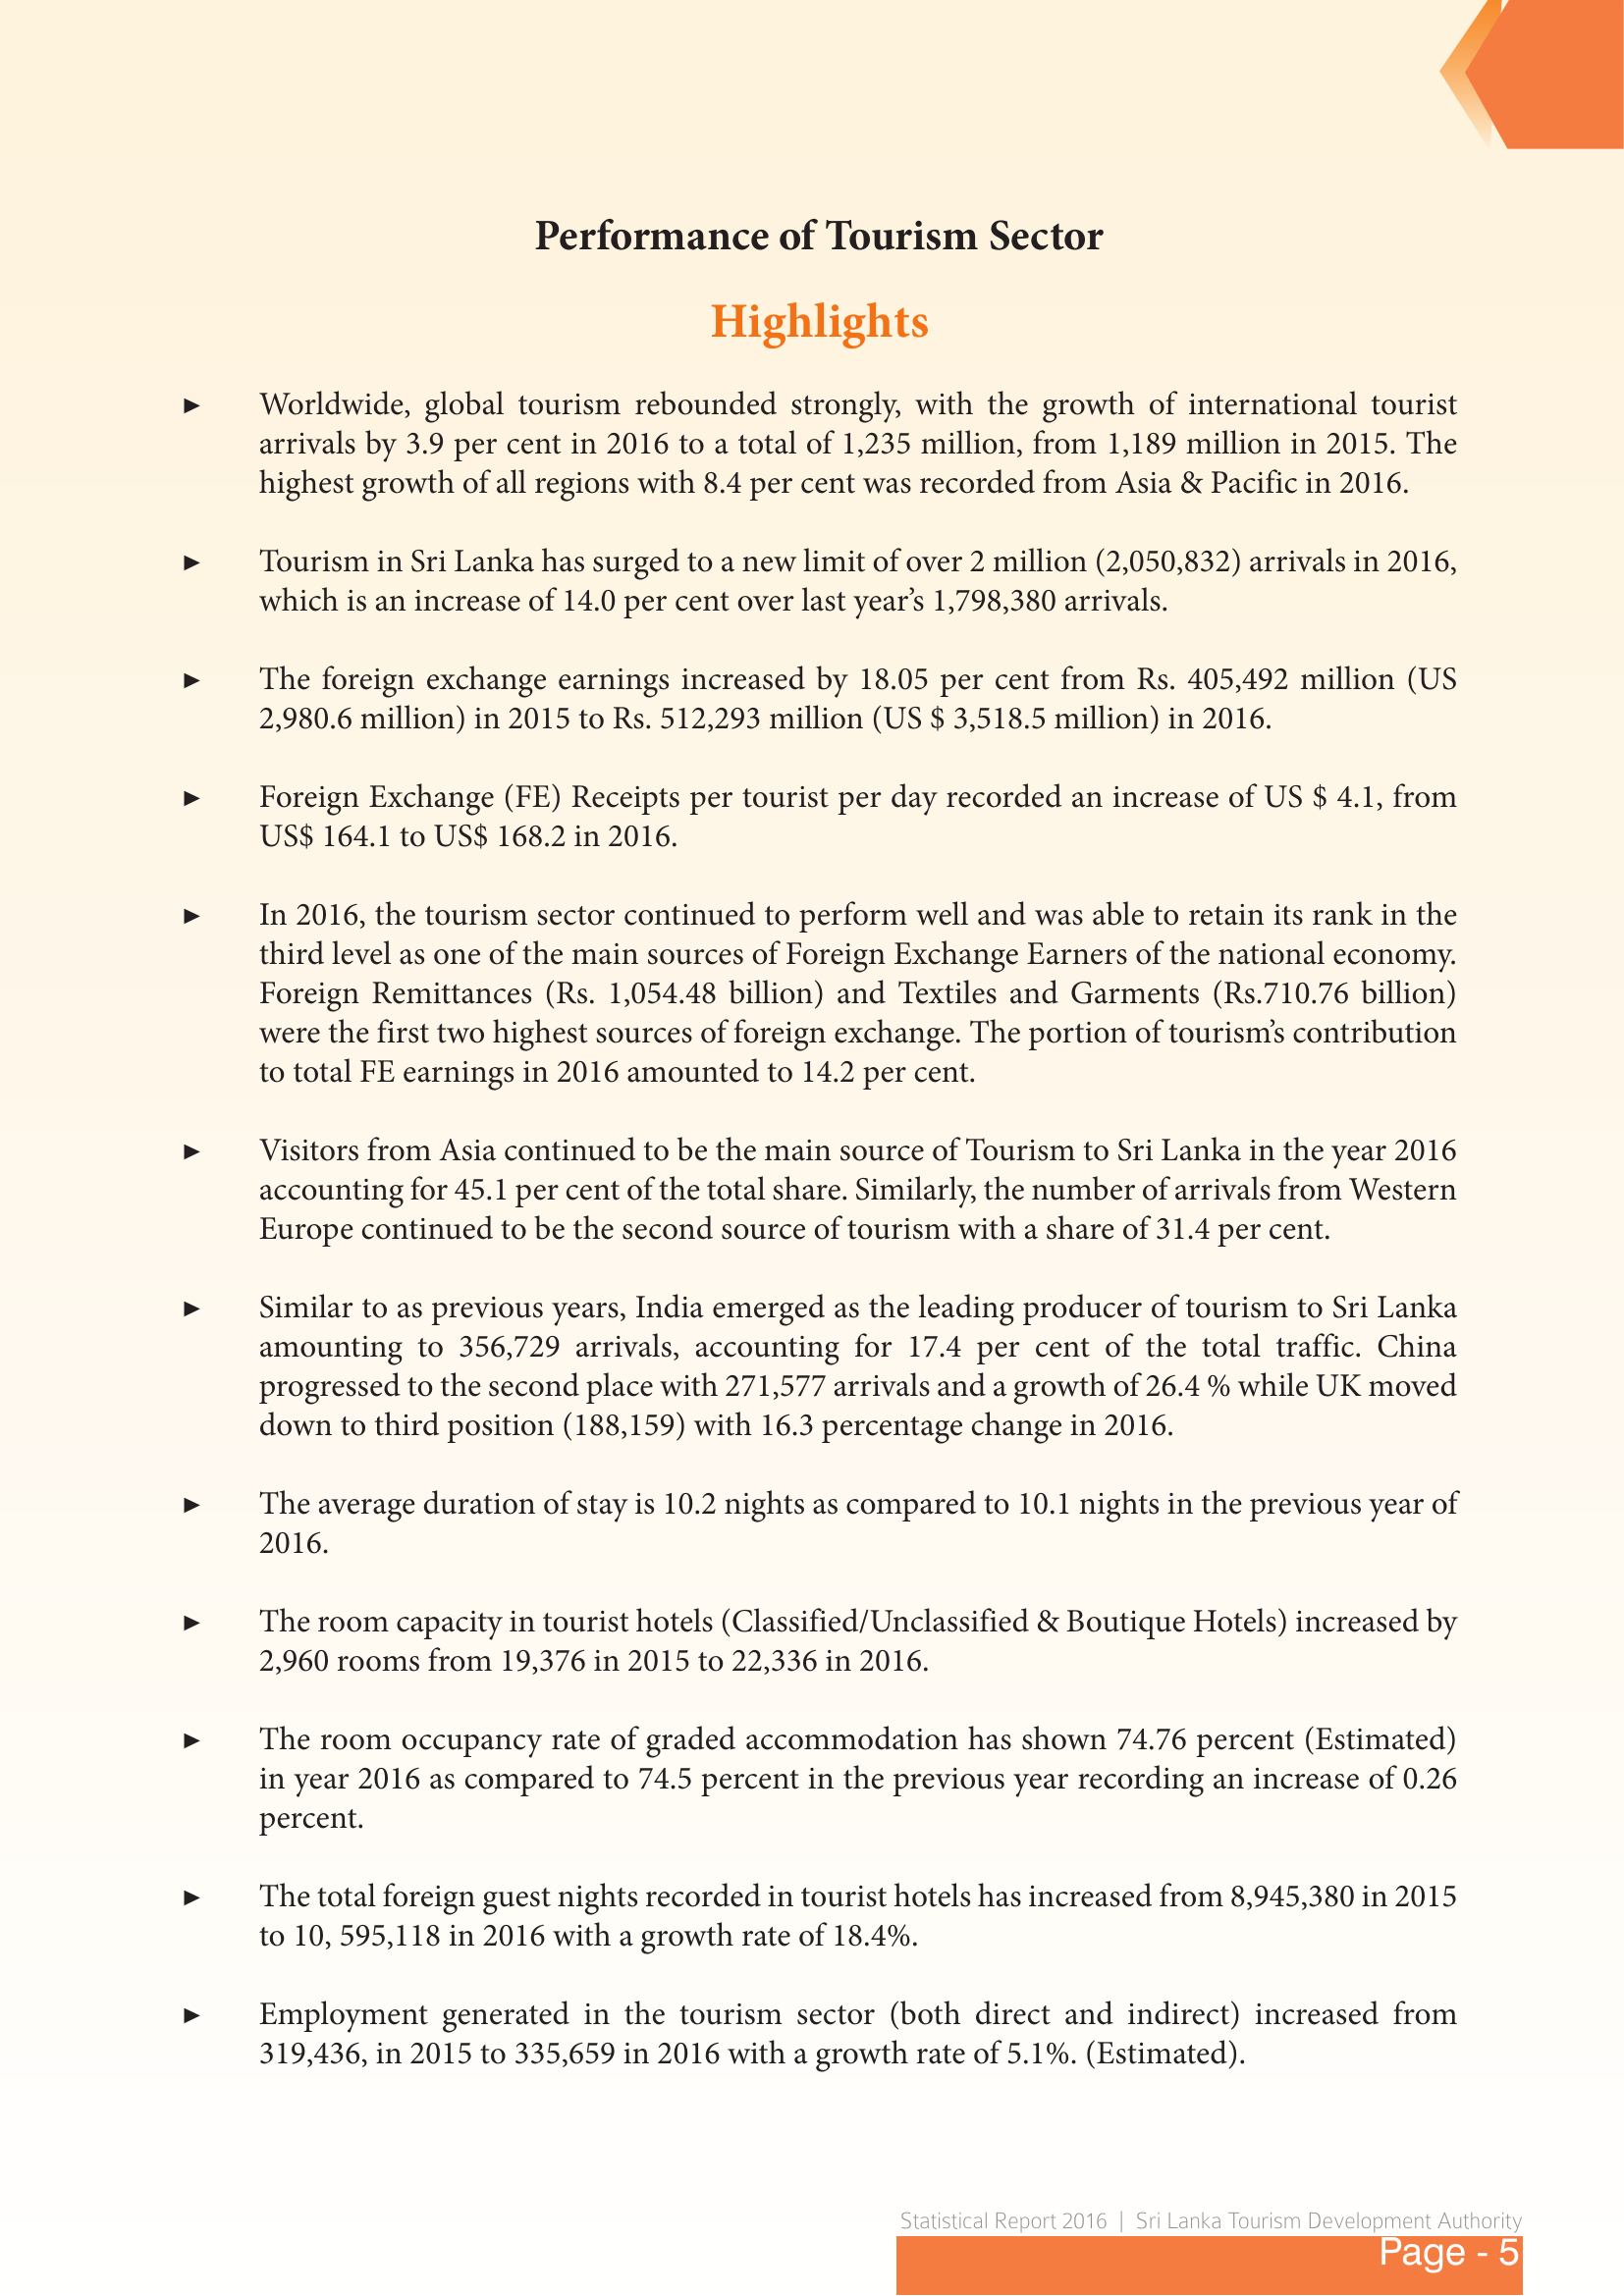 Performance of Tourism Sector
Highlights
► Worldwide, global tourism rebounded strongly, with the growth of international tourist
arrivals by 3.9 per cent in 2016 to a total of 1,235 million, from 1,189 million in 2015. The
highest growth of all regions with 8.4 per cent was recorded from Asia & Pacific in 2016.
► Tourism in Sri Lanka has surged to a new limit of over 2 million (2,050,832) arrivals in 2016,
which is an increase of 14.0 per cent over last year’s 1,798,380 arrivals.
► The foreign exchange earnings increased by 18.05 per cent from Rs. 405,492 million (US
2,980.6 million) in 2015 to Rs. 512,293 million (US $ 3,518.5 million) in 2016.
► Foreign Exchange (FE) Receipts per tourist per day recorded an increase of US $ 4.1, from
US$ 164.1 to US$ 168.2 in 2016.
► In 2016, the tourism sector continued to perform well and was able to retain its rank in the
third level as one of the main sources of Foreign Exchange Earners of the national economy.
Foreign Remittances (Rs. 1,054.48 billion) and Textiles and Garments (Rs.710.76 billion)
were the first two highest sources of foreign exchange. The portion of tourism’s contribution
to total FE earnings in 2016 amounted to 14.2 per cent.
► Visitors from Asia continued to be the main source of Tourism to Sri Lanka in the year 2016
accounting for 45.1 per cent of the total share. Similarly, the number of arrivals from Western
Europe continued to be the second source of tourism with a share of 31.4 per cent.
► Similar to as previous years, India emerged as the leading producer of tourism to Sri Lanka
amounting to 356,729 arrivals, accounting for 17.4 per cent of the total traffic. China
progressed to the second place with 271,577 arrivals and a growth of 26.4 % while UK moved
down to third position (188,159) with 16.3 percentage change in 2016.
► The average duration of stay is 10.2 nights as compared to 10.1 nights in the previous year of
2016.
► The room capacity in tourist hotels (Classified/Unclassified & Boutique Hotels) increased by
2,960 rooms from 19,376 in 2015 to 22,336 in 2016.
► The room occupancy rate of graded accommodation has shown 74.76 percent (Estimated)
in year 2016 as compared to 74.5 percent in the previous year recording an increase of 0.26
percent.
► The total foreign guest nights recorded in tourist hotels has increased from 8,945,380 in 2015
to 10, 595,118 in 2016 with a growth rate of 18.4%.
► Employment generated in the tourism sector (both direct and indirect) increased from
319,436, in 2015 to 335,659 in 2016 with a growth rate of 5.1%. (Estimated).
Statistical Report 2016 | Sri Lanka Tourism Development Authority
Page - 5